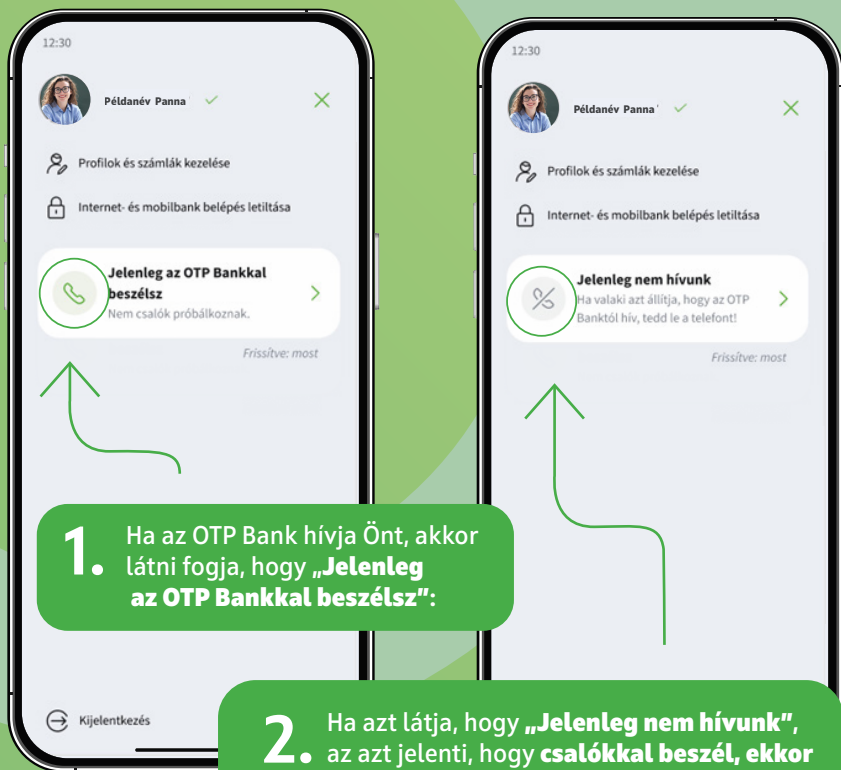 12:30
Példanév Panna
Profilok és számlák kezelése
Internet- és mobilbank belépés letiltása
Jelenleg az OTP Bankkal
beszélsz
Nem csalók próbálkoznak.
Frissítve: most
1. Ha az OTP Bank hívja Önt, akkor
látni fogja, hogy „Jelenleg
az OTP Bankkal beszélsz”:
Kijelentkezés
12:30
Példanév Panna
Profilok és számlák kezelése
Internet- és mobilbank belépés letiltása
Jelenleg nem hívunk
Ha valaki azt állítja, hogy az OTP
Banktól hív, tedd le a telefont!
Frissítve: most
2. Ha azt látja, hogy „Jelenleg nem hívunk”,
az azt jelenti, hogy csalókkal beszél, ekkor